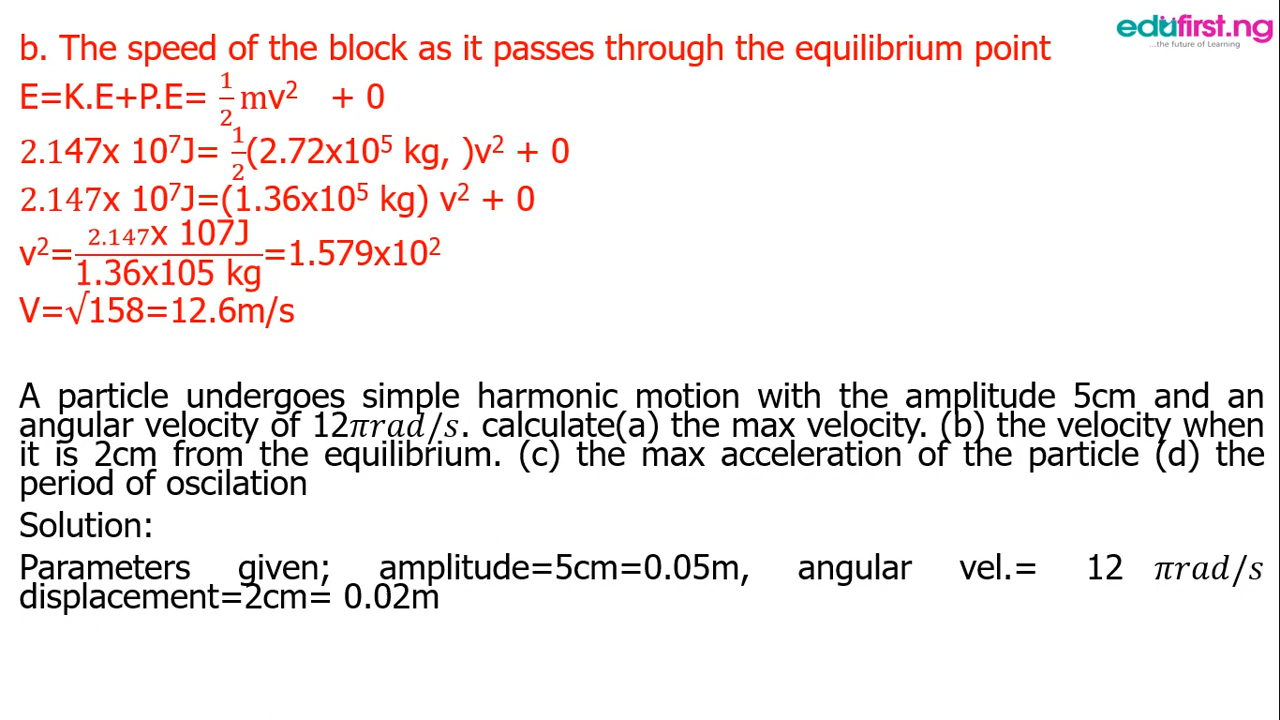 edufirst.ng
...the future of Learning
b. The speed of the block as it passes through the equilibrium point
E=K.E+P.E= 1/2 mv² + 0
2.147x 10⁷J= 1/2(2.72x10⁵ kg, )v² + 0
2.147x 10⁷J=(1.36x10⁵ kg) v² + 0
v²=2.147x 107J/1.36x105 kg=1.579x10²
V=√158=12.6m/s
A particle undergoes simple harmonic motion with the amplitude 5cm and an
angular velocity of 12𝜋𝑟𝑎𝑑/𝑠. calculate(a) the max velocity. (b) the velocity when
it is 2cm from the equilibrium. (c) the max acceleration of the particle (d) the
period of oscilation
Solution:
Parameters given; amplitude=5cm=0.05m, angular vel.= 12 𝜋𝑟𝑎𝑑/𝑠
displacement=2cm= 0.02m